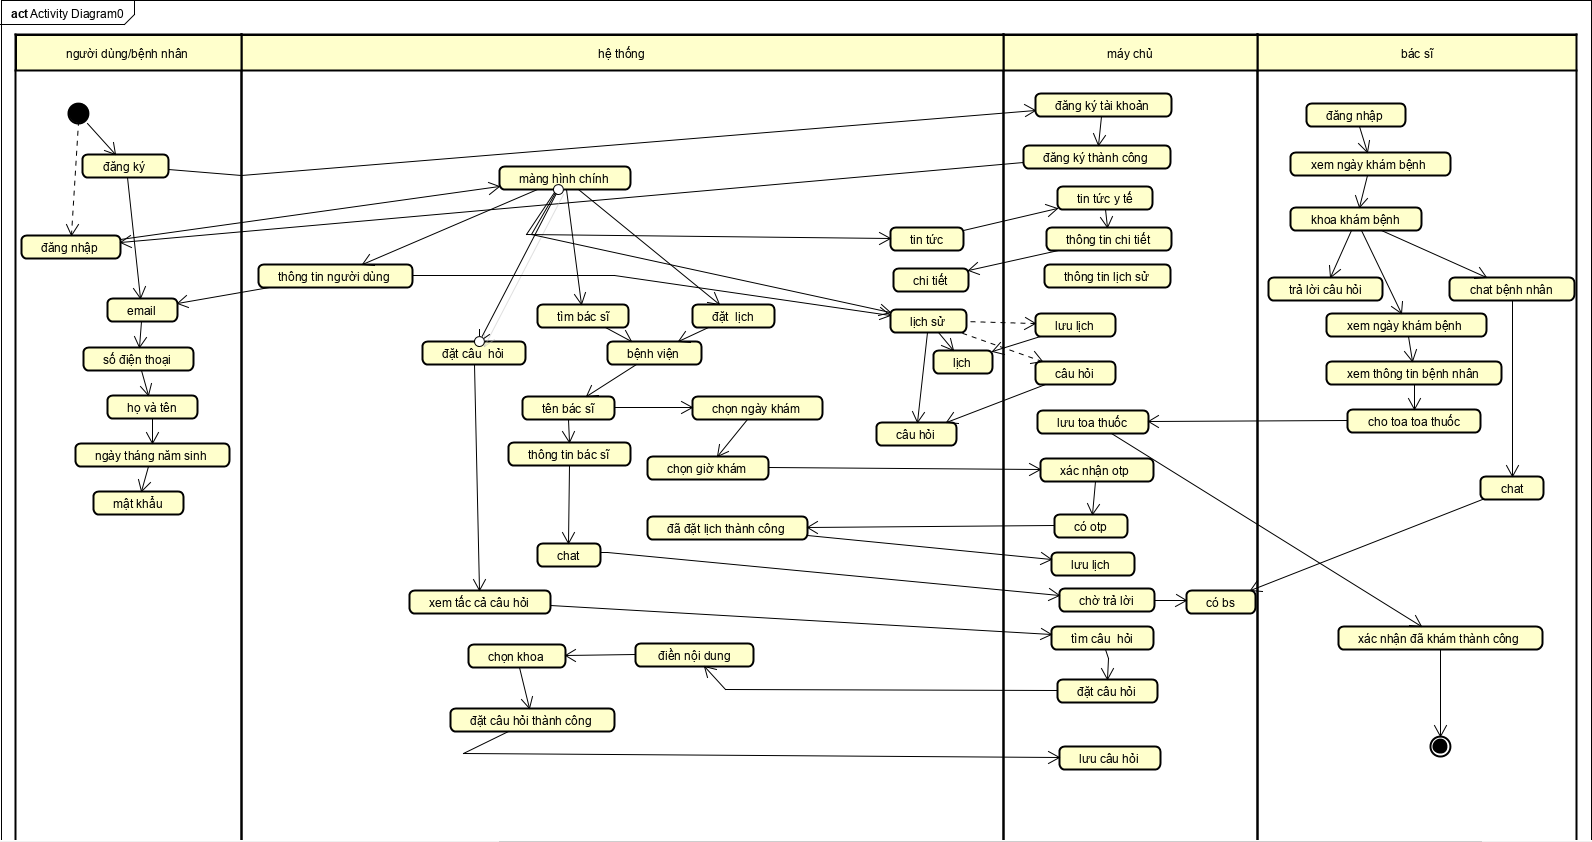 act Activity Diagram0
người dùng/bệnh nhân
hệ thống
máy chủ
bác sĩ
đăng ký
đăng nhập
email
số điện thoại
họ và tên
ngày tháng năm sinh
mật khẩu
màng hình chính
thông tin người dùng
tin tức
chi tiết
tìm bác sĩ
đặt  lịch
lịch sử
đặt câu  hỏi
bệnh viện
lịch
tên bác sĩ
chọn ngày khám
câu hỏi
thông tin bác sĩ
chọn giờ khám
đã đặt lịch thành công
chat
xem tấc cả câu hỏi
chọn khoa
điền nội dung
đặt câu hỏi thành công
đăng ký tài khoản
đăng ký thành công
tin tức y tế
thông tin chi tiết
thông tin lịch sử
lưu lịch
câu hỏi
lưu toa thuốc
xác nhận otp
có otp
lưu lịch
chờ trả lời
có bs
tìm câu  hỏi
đặt câu hỏi
lưu câu hỏi
đăng nhập
xem ngày khám bệnh
khoa khám bệnh
trả lời câu hỏi
chat bệnh nhân
xem ngày khám bệnh
xem thông tin bệnh nhân
cho toa toa thuốc
chat
xác nhận đã khám thành công